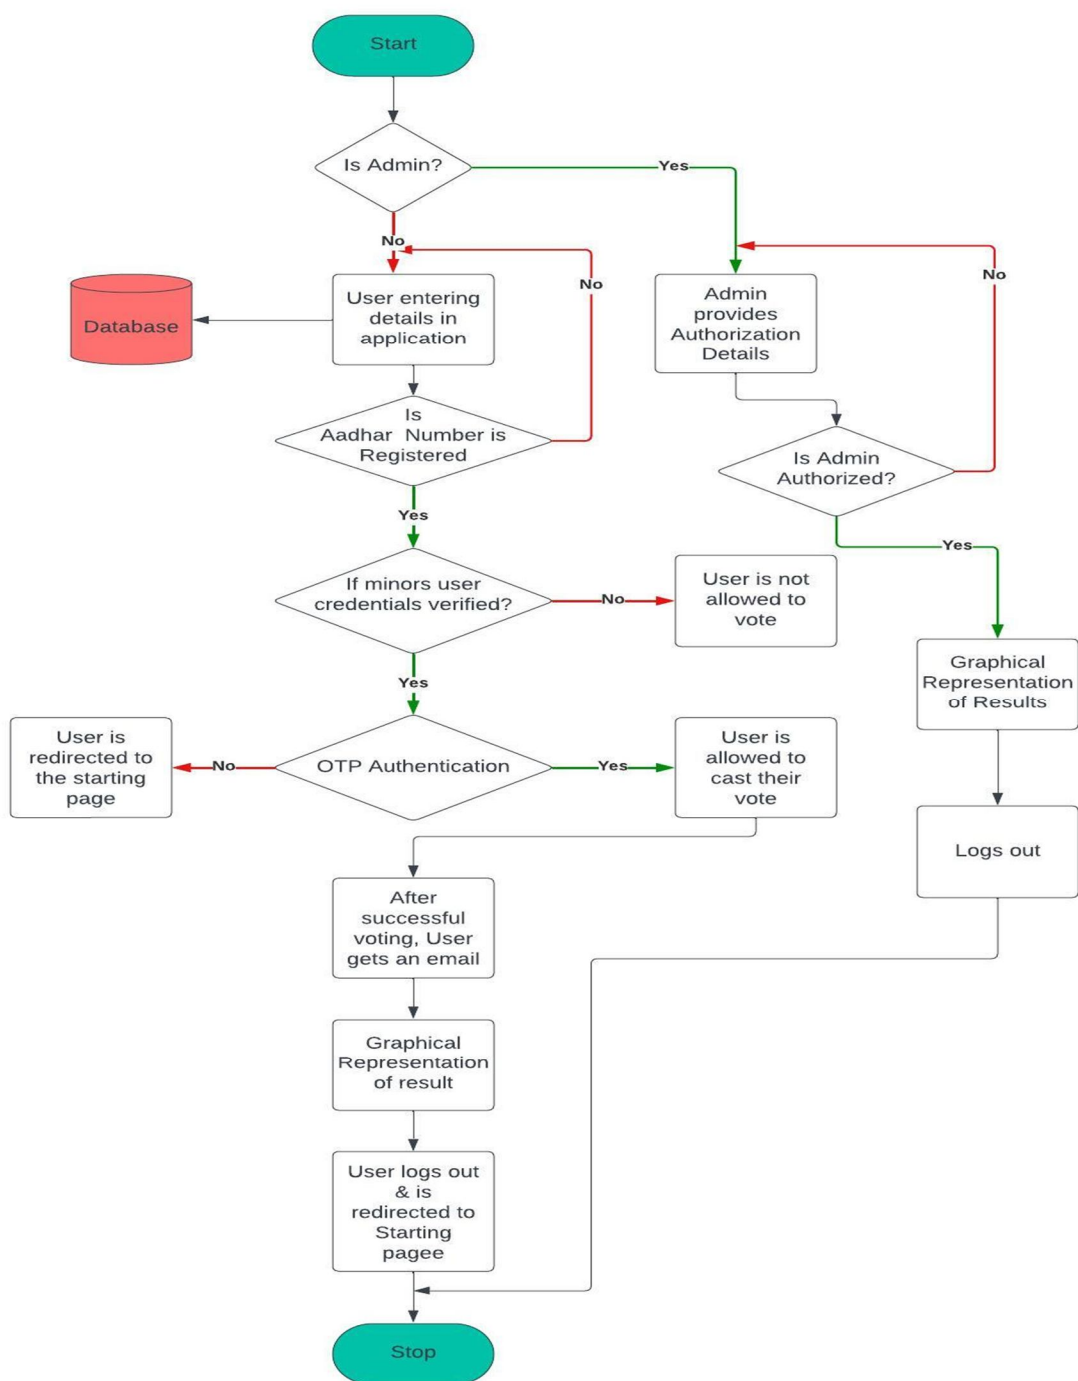 Start
Is Admin?
Yes
No
No
No
Database
User entering
details in
application
Admin
provides
Authorization
Details
Is
Aadhar  Number is
Registered
Is Admin
Authorized?
Yes
Yes
If minors user
credentials verified?
No
User is not
allowed to
vote
Yes
Graphical
Representation
of Results
User is
redirected to
the starting
page
No
OTP Authentication
Yes
User is
allowed to
cast their
vote
Logs out
After
successful
voting, User
gets an email
Graphical
Representation
of result
User logs out
& is
redirected to
Starting
pagee
Stop